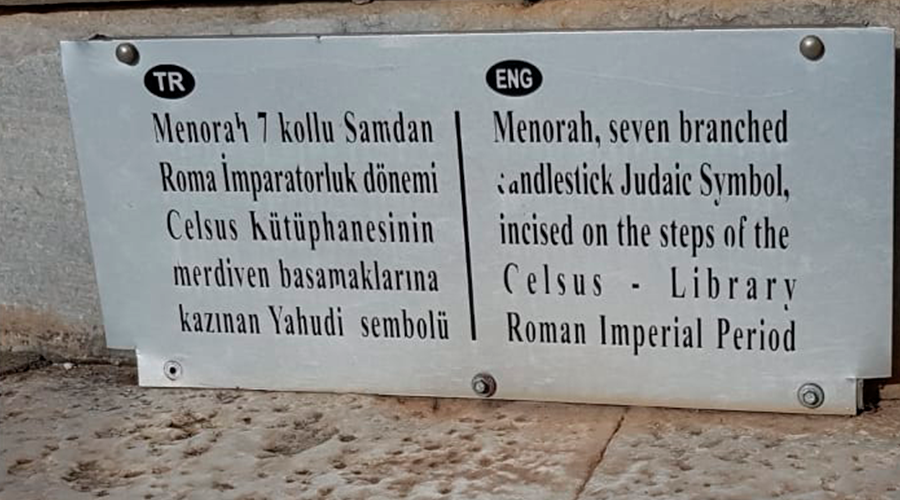 TR
Menorah 7 kollu Samdan
Roma İmparatorluk dönemi
Celsus Kütüphanesinin
merdiven basamaklarına
kazınan Yahudi sembolü
ENG
Menorah, seven branched
candlestick Judaic Symbol,
incised on the steps of the
Celsus - Library
Roman Imperial Period